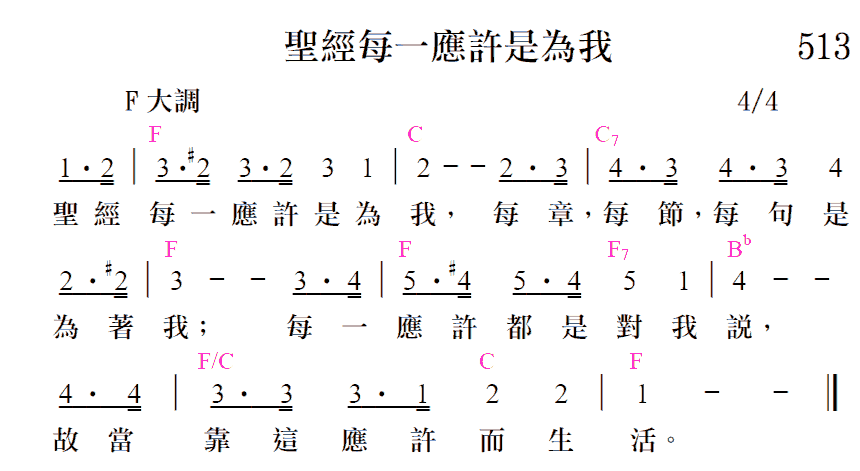 聖經每一應許是為我 513
F 大調 4/4
F C C7
1·2 | 3·#2 3·2 3 1 | 2 - - 2·3 | 4·3 4·3 4
聖經 每一應許是為 我，每章，每節，每句是
F F F7 Bb
2·#2 | 3 - - 3·4 | 5·#4 5·4 5 1 | 4 - -
為著我；每一應許都是對我説，
F/C C F
4·4 | 3·3 3·1 2 2 | 1 - - ‖
故當靠這應許而生活。